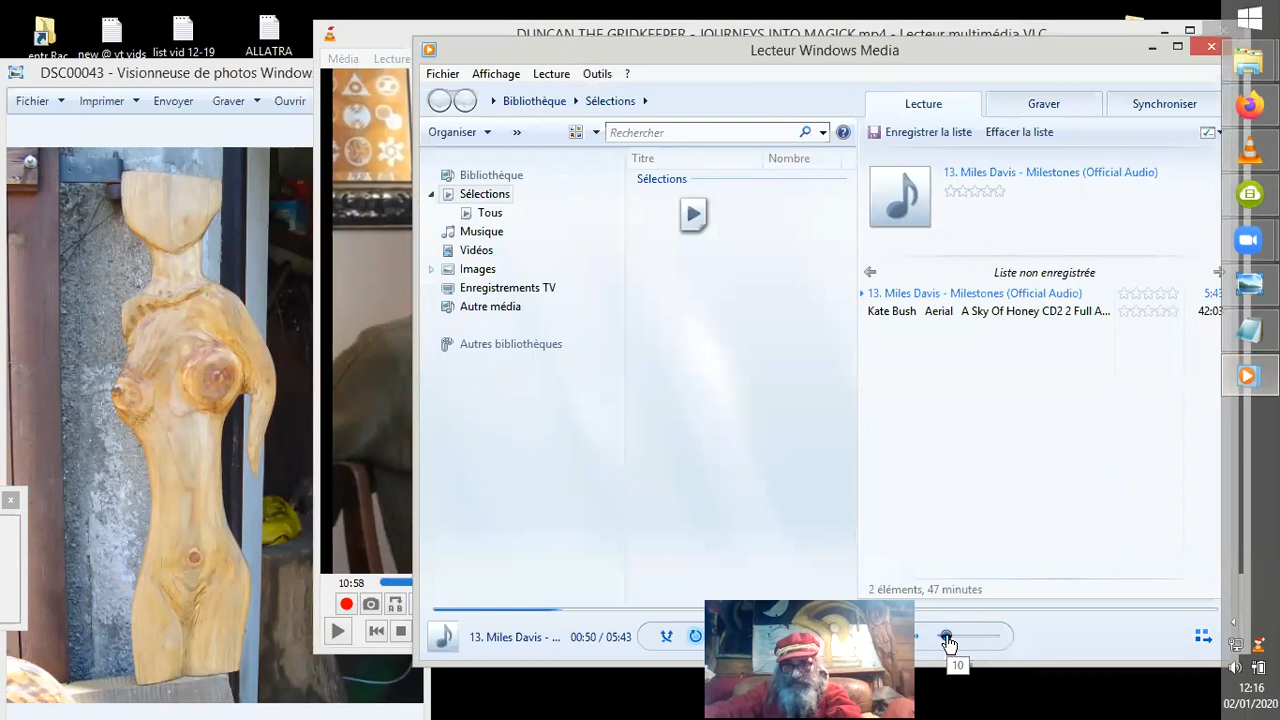 entr Rac
new @ yt vids
list vid 12-19
ALLATRA
DUNCAN THE GRIDKEEPER - JOURNEYS INTO MAGICK.mp4 - Lecteur multimédia VLC
Média
Lecture
DSC00043 - Visionneuse de photos Window
Fichier
Imprimer
Envoyer
Graver
Ouvrir
Lecteur Windows Media
Fichier Affichage Lecture Outils ?
Bibliothèque
Sélections
Lecture
Graver
Synchroniser
Organiser
»
Rechercher
Enregistrer la liste
Effacer la liste
Titre
Nombre
Sélections
Bibliothèque
Sélections
Tous
Musique
Vidéos
Images
Enregistrements TV
Autre média
Autres bibliothèques
13. Miles Davis - Milestones (Official Audio)
Liste non enregistrée
13. Miles Davis - Milestones (Official Audio) 5:43
Kate Bush Aerial A Sky Of Honey CD2 2 Full A... 42:03
2 éléments, 47 minutes
10:58
A B
13. Miles Davis - ...
00:50 / 05:43
10
12:16
02/01/2020